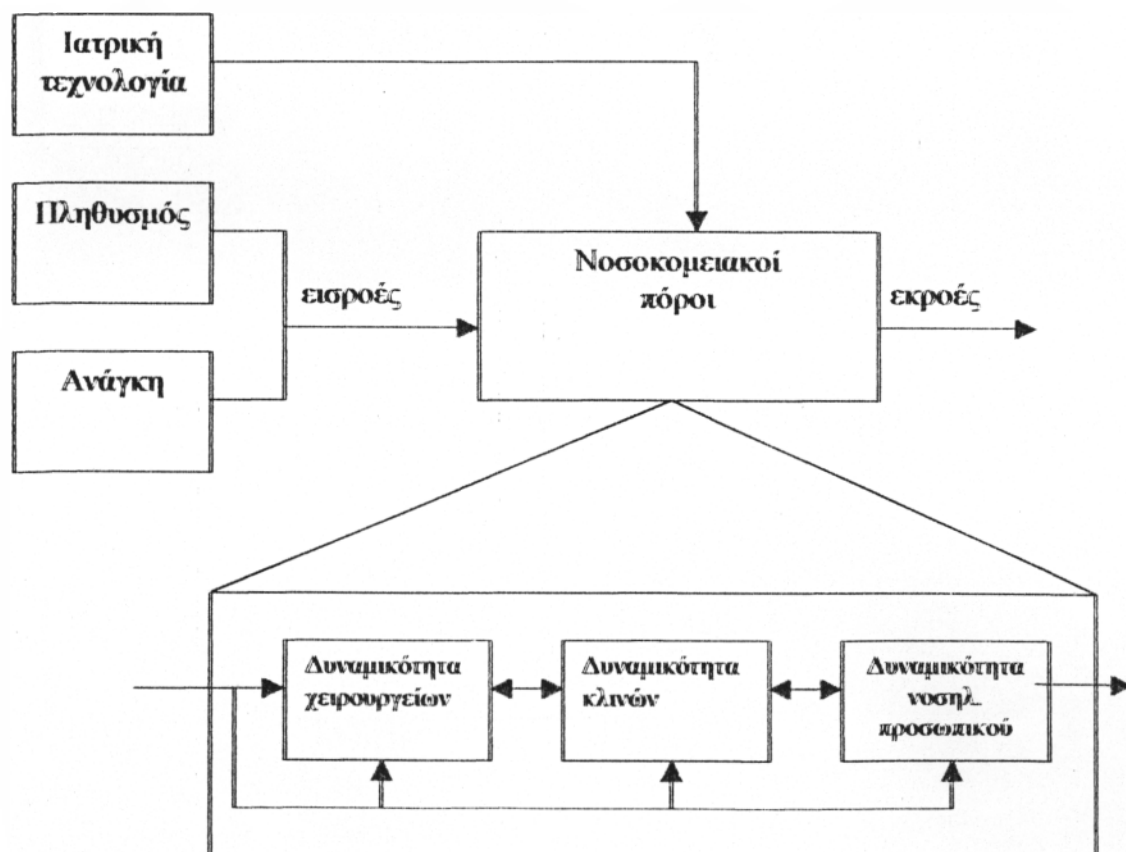 Ιατρική
τεχνολογία
Πληθυσμός
Νοσοκομειακοί
πόροι
εισροές
εκροές
Ανάγκη
Δυναμικότητα
χειρουργείων
Δυναμικότητα
κλινών
Δυναμικότητα
νοσηλ.
προσωπικού